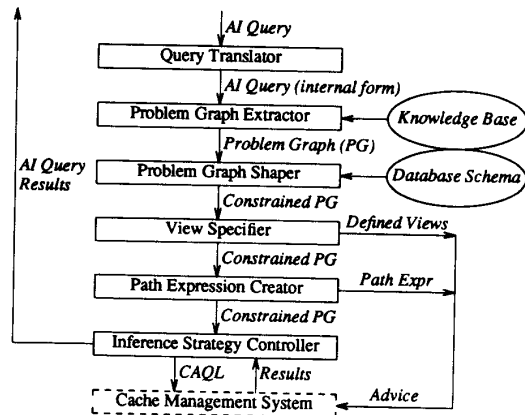 AI Query
Query Translator
AI Query (internal form)
Problem Graph Extractor
Knowledge Base
Problem Graph (PG)
AI Query
Results
Problem Graph Shaper
Database Schema
Constrained PG
View Specifier
Defined Views
Constrained PG
Path Expression Creator
Path Expr
Constrained PG
Inference Strategy Controller
CAQL
Results
Cache Management System
Advice